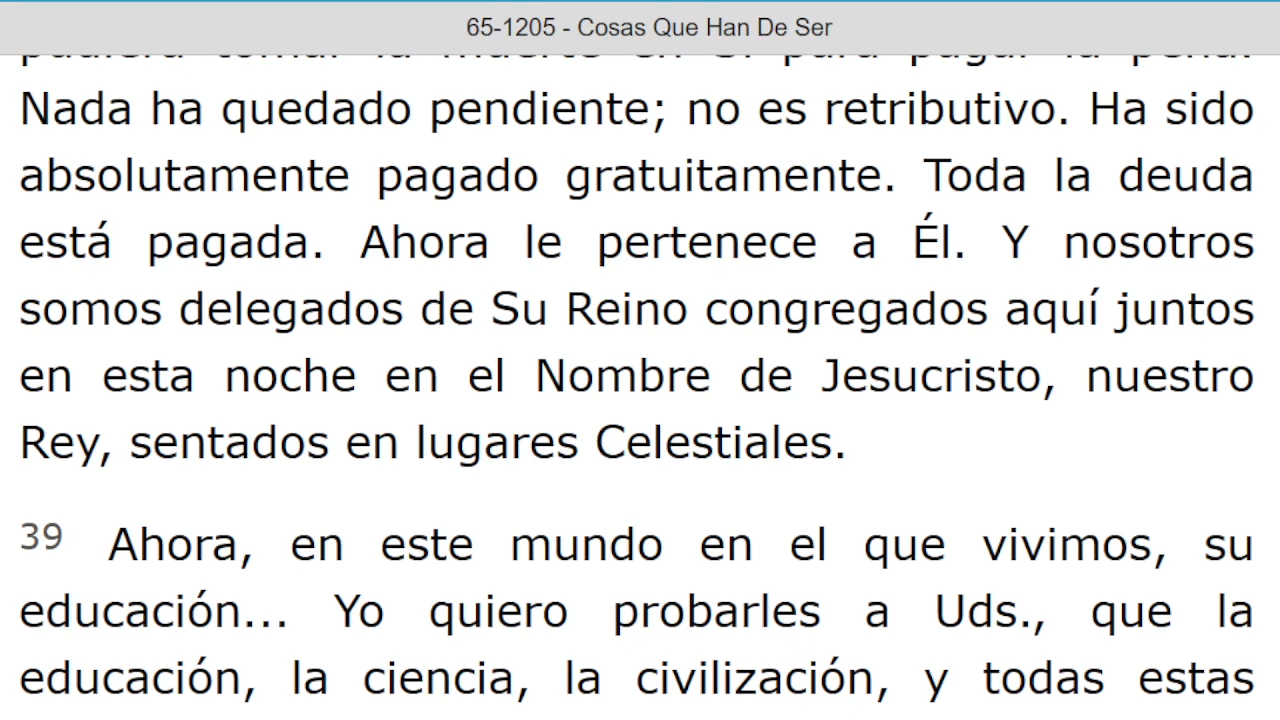 65-1205 - Cosas Que Han De Ser
Nada ha quedado pendiente; no es retributivo. Ha sido
absolutamente pagado gratuitamente. Toda la deuda
está pagada. Ahora le pertenece a Él. Y nosotros
somos delegados de Su Reino congregados aquí juntos
en esta noche en el Nombre de Jesucristo, nuestro
Rey, sentados en lugares Celestiales.
39 Ahora, en este mundo en el que vivimos, su
educación... Yo quiero probarles a Uds., que la
educación, la ciencia, la civilización, y todas estas